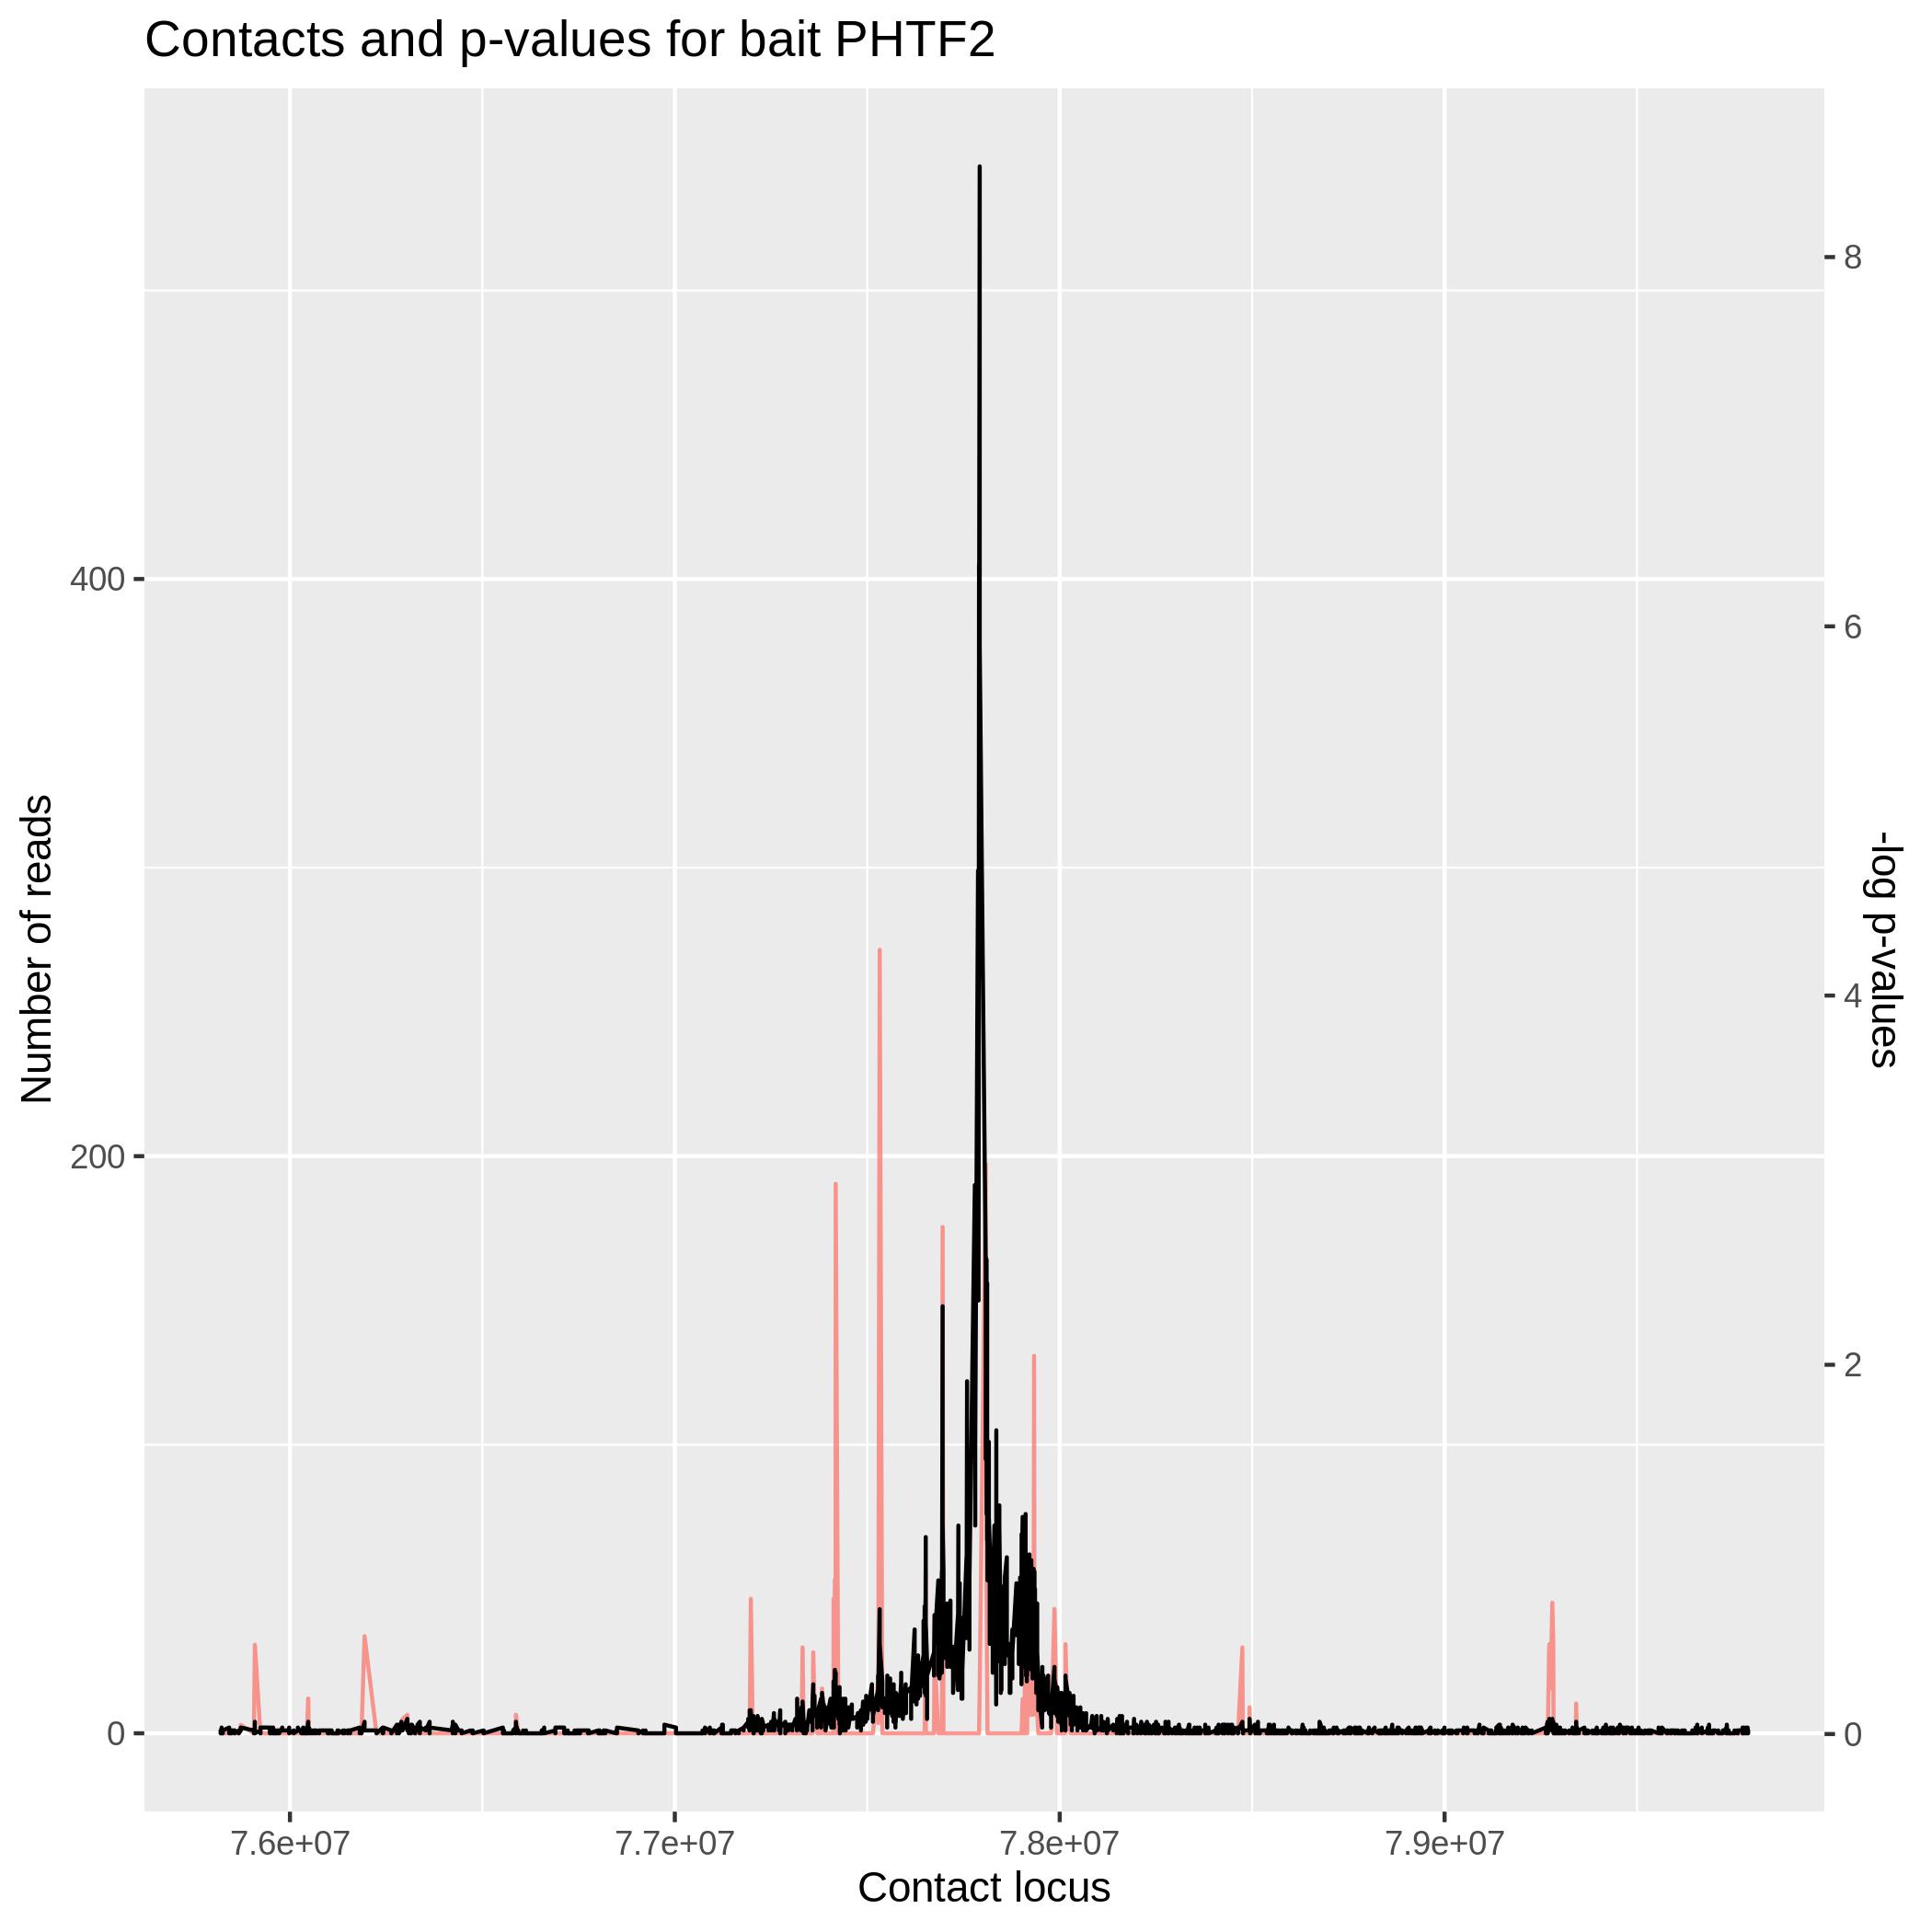 Contacts and p-values for bait PHTF2
Number of reads
400
200
0
8
6
4
2
0
-log p-values
7.6e+07 7.7e+07 7.8e+07 7.9e+07
Contact locus